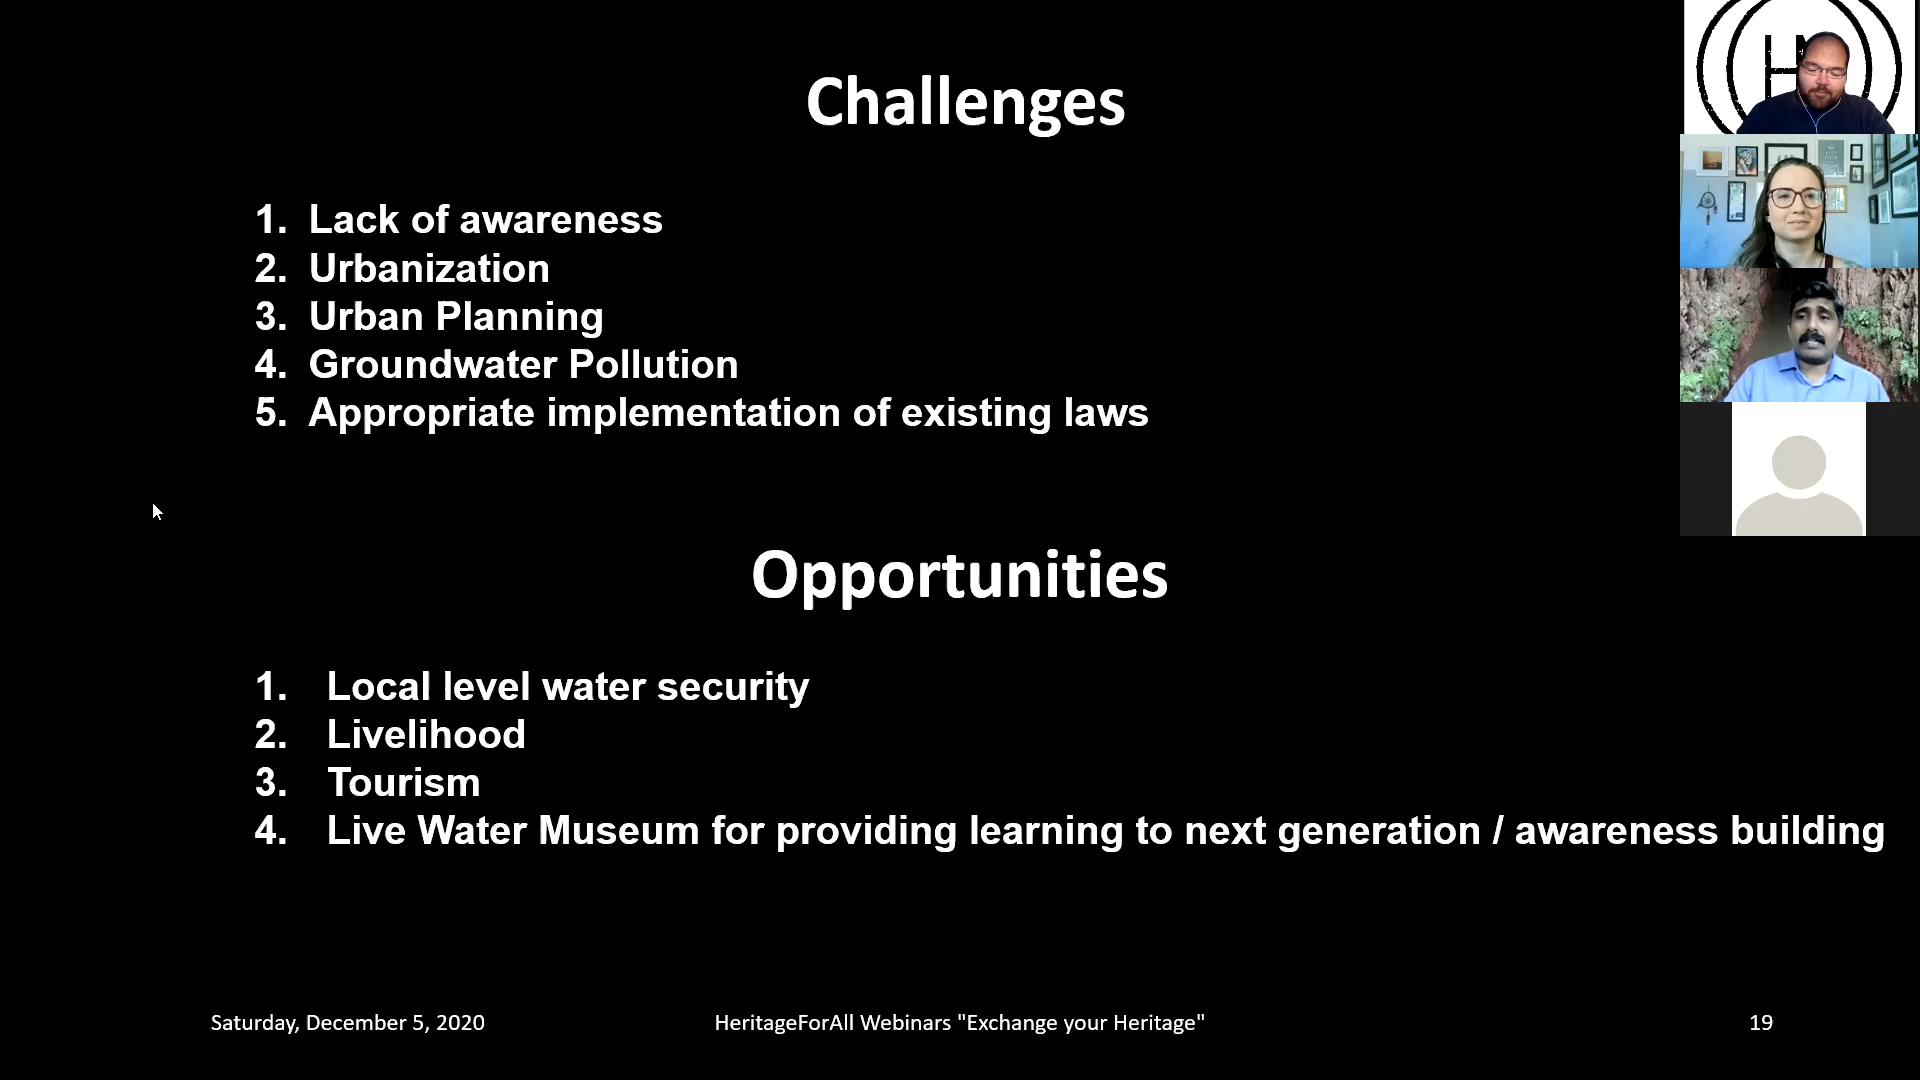 Challenges
1. Lack of awareness
2. Urbanization
3. Urban Planning
4. Groundwater Pollution
5. Appropriate implementation of existing laws
Opportunities
1. Local level water security
2. Livelihood
3. Tourism
4. Live Water Museum for providing learning to next generation / awareness building
Saturday, December 5, 2020
HeritageForAll Webinars "Exchange your Heritage"
19